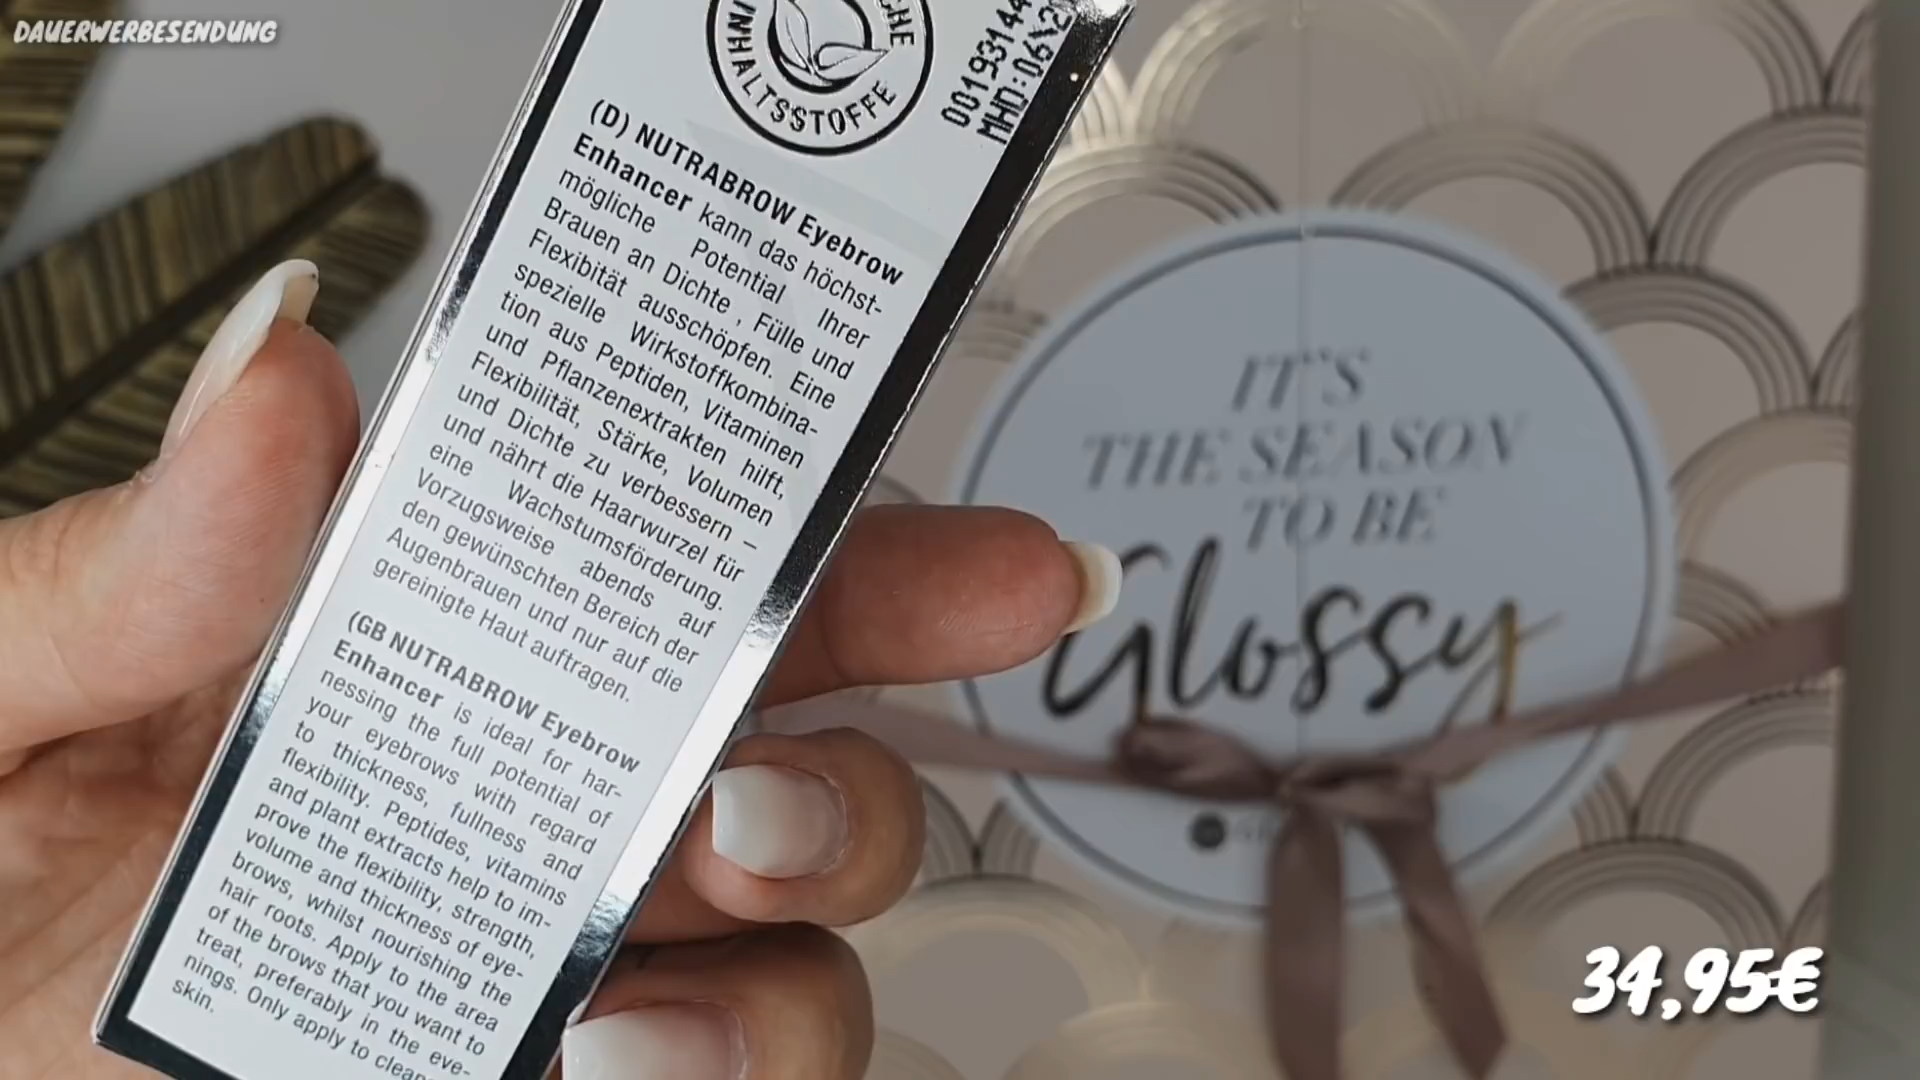 DAUERWERBESENDUNG
CHE
INHALTSSTOFFE
00193144
MHD:06\20
(D) NUTRABROW Eyebrow
Enhancer kann das höchst-
mögliche Potential Ihrer
Brauen an Dichte , Fülle und
Flexibität ausschöpfen. Eine
spezielle Wirkstoffkombina-
tion aus Peptiden, Vitaminen
und Pflanzenextrakten hilft,
Flexibilität, Stärke, Volumen
und Dichte zu verbessern –
und nährt die Haarwurzel für
eine Wachstumsförderung.
Vorzugsweise abends auf
den gewünschten Bereich der
Augenbrauen und nur auf die
gereinigte Haut auftragen.
(GB NUTRABROW Eyebrow
Enhancer is ideal for har-
nessing the full potential of
your eyebrows with regard
to thickness, fullness and
flexibility. Peptides, vitamins
and plant extracts help to im-
prove the flexibility, strength,
volume and thickness of eye-
brows, whilst nourishing the
hair roots. Apply to the area
of the brows that you want to
treat, preferably in the eve-
nings. Only apply to clean
skin.
IT'S
THE SEASON
TO BE
Glossy
34,95€